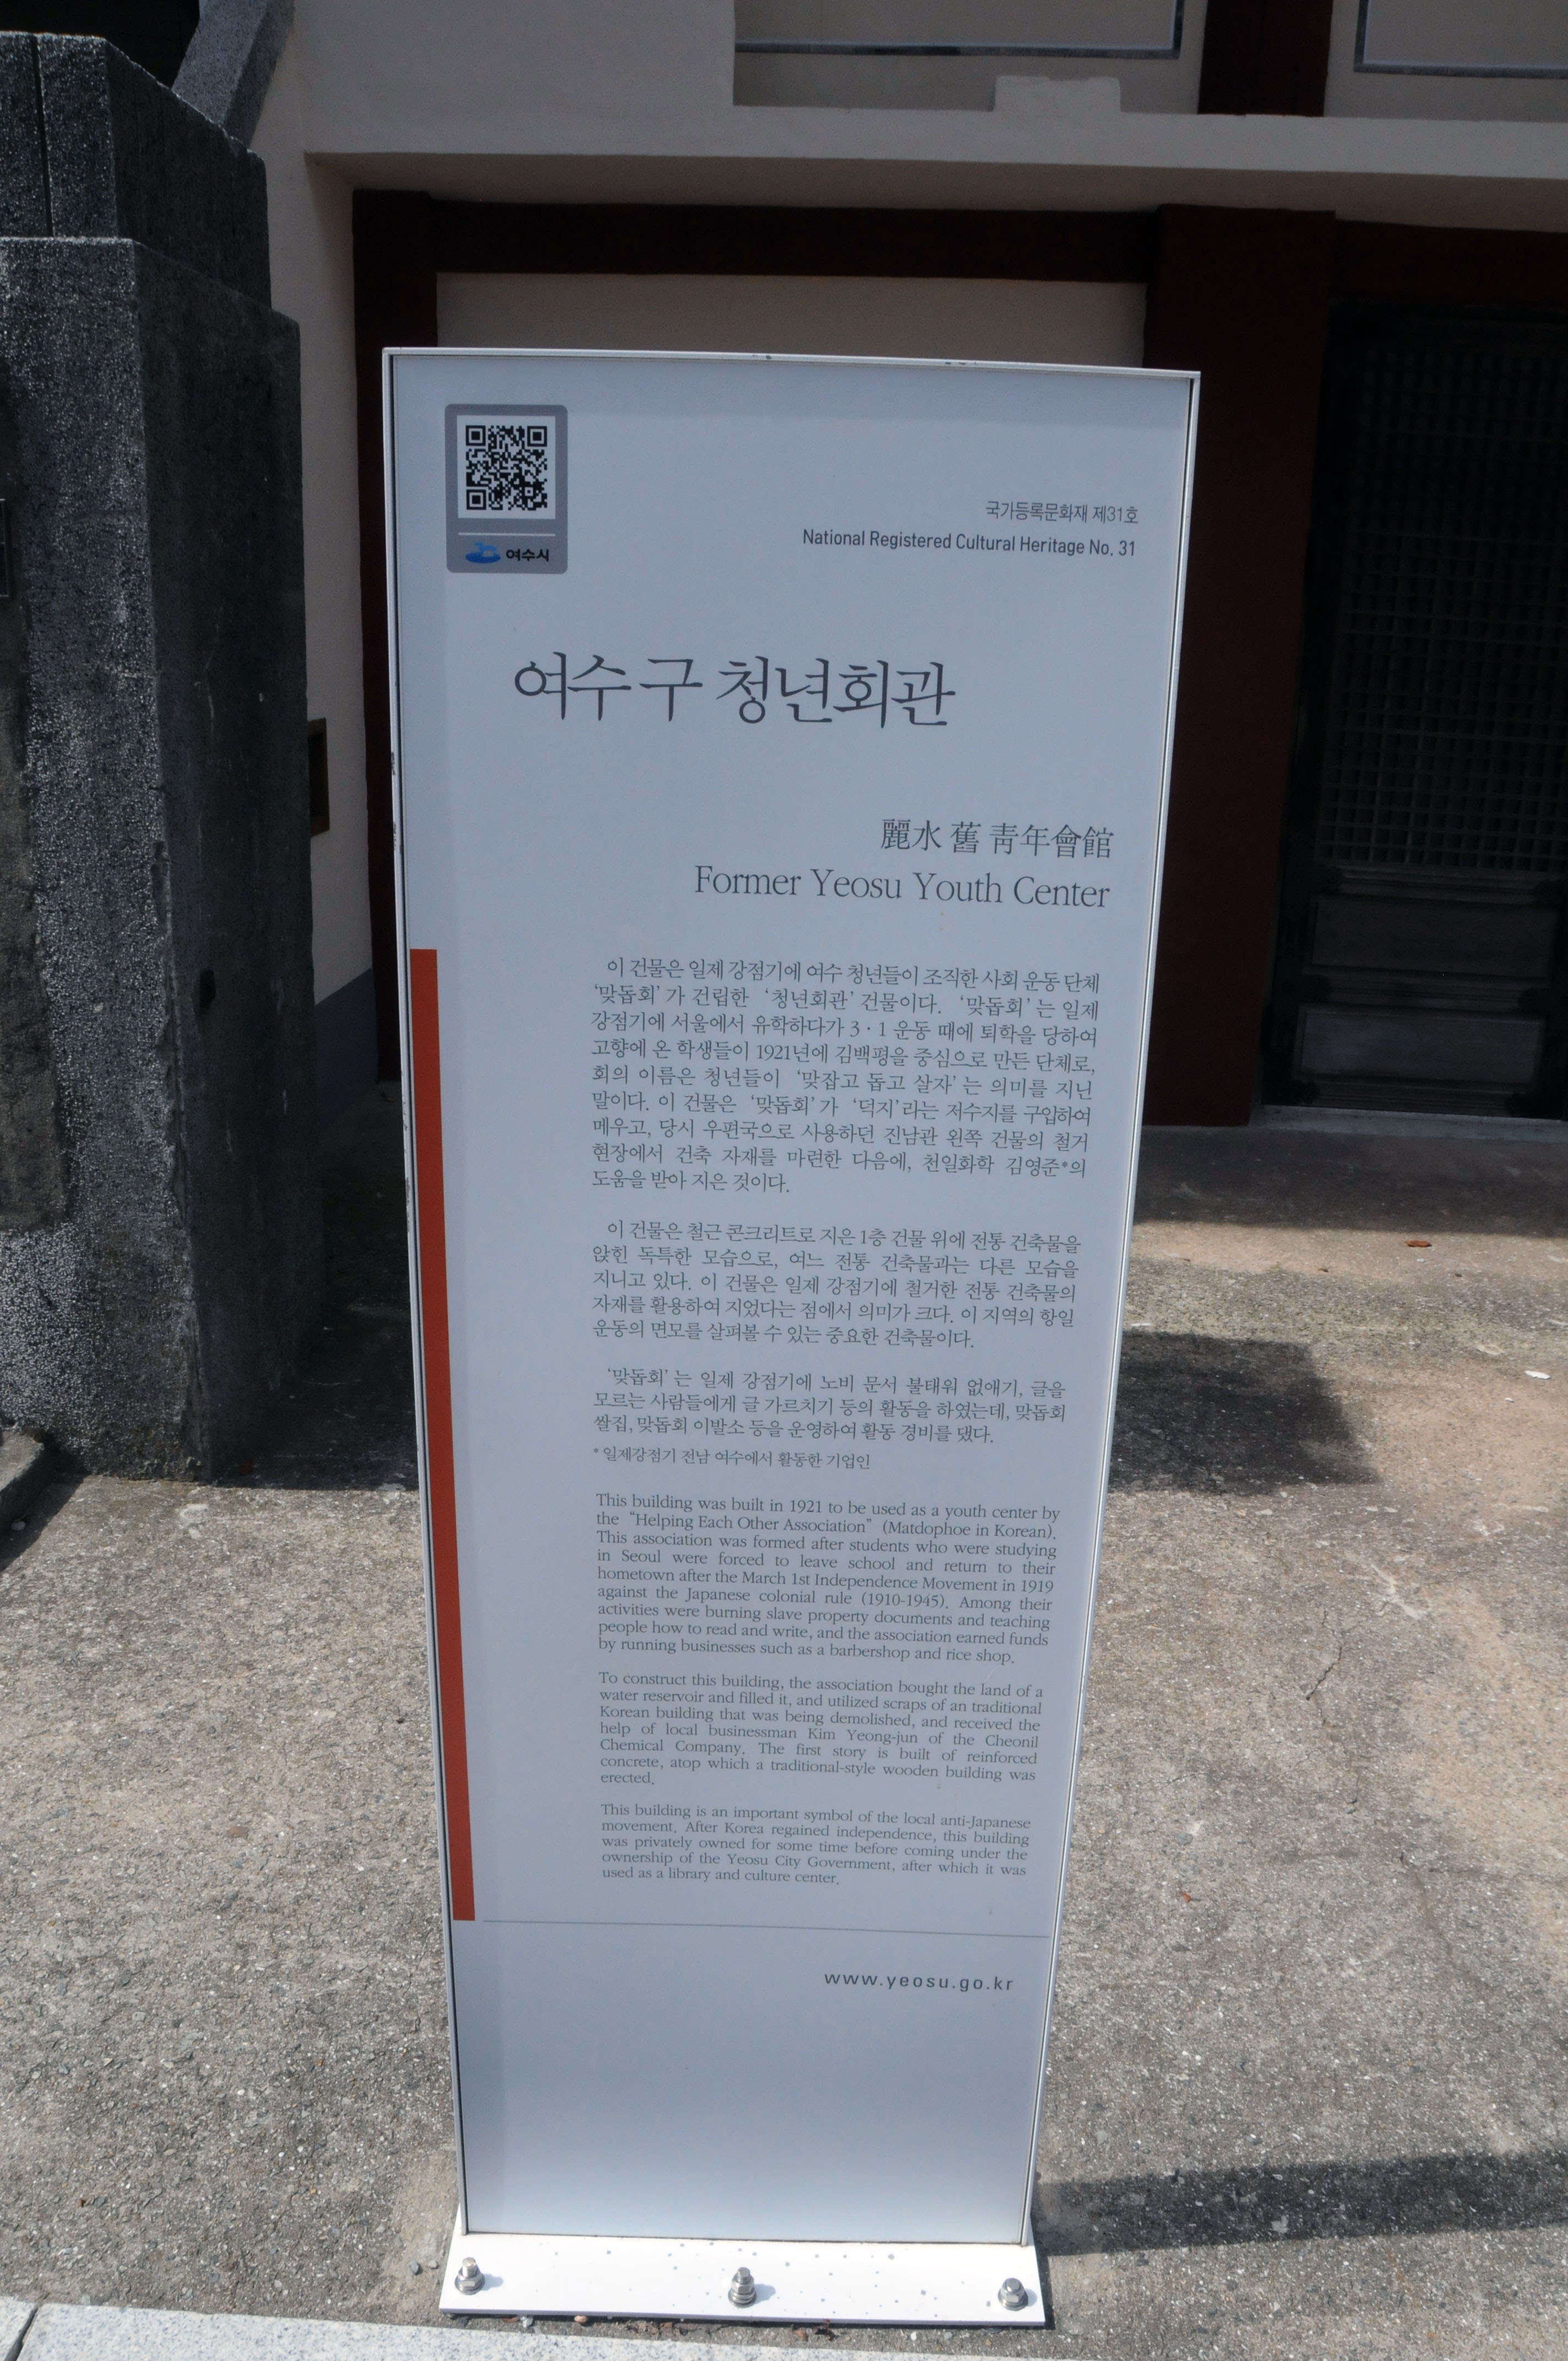 여수시
국가등록문화재 제31호
National Registered Cultural Heritage No. 31
여수 구 청년회관
麗水 舊 靑年會館
Former Yeosu Youth Center
이 건물은 일제 강점기에 여수 청년들이 조직한 사회 운동 단체
‘맞돕회’가 건립한 ‘청년회관’ 건물이다. ‘맞돕회’는 일제
강점기에 서울에서 유학하다가 3·1 운동 때에 퇴학을 당하여
고향에 온 학생들이 1921년에 김백평을 중심으로 만든 단체로,
회의 이름은 청년들이 ‘맞잡고 돕고 살자’는 의미를 지닌
말이다. 이 건물은 ‘맞돕회’가 ‘덕지’라는 저수지를 구입하여
메우고, 당시 우편국으로 사용하던 진남관 왼쪽 건물의 철거
현장에서 건축 자재를 마련한 다음에, 천일화학 김영준*의
도움을 받아 지은 것이다.
이 건물은 철근 콘크리트로 지은 1층 건물 위에 전통 건축물을
앉힌 독특한 모습으로, 여느 전통 건축물과는 다른 모습을
지니고 있다. 이 건물은 일제 강점기에 철거한 전통 건축물의
자재를 활용하여 지었다는 점에서 의미가 크다. 이 지역의 항일
운동의 면모를 살펴볼 수 있는 중요한 건축물이다.
‘맞돕회’는 일제 강점기에 노비 문서 불태워 없애기, 글을
모르는 사람들에게 글 가르치기 등의 활동을 하였는데, 맞돕회
쌀집, 맞돕회 이발소 등을 운영하여 활동 경비를 댔다.
* 일제강점기 전남 여수에서 활동한 기업인
This building was built in 1921 to be used as a youth center by
the “Helping Each Other Association” (Matdophoe in Korean).
This association was formed after students who were studying
in Seoul were forced to leave school and return to their
hometown after the March 1st Independence Movement in 1919
against the Japanese colonial rule (1910-1945). Among their
activities were burning slave property documents and teaching
people how to read and write, and the association earned funds
by running businesses such as a barbershop and rice shop.
To construct this building, the association bought the land of a
water reservoir and filled it, and utilized scraps of an traditional
Korean building that was being demolished, and received the
help of local businessman Kim Yeong-jun of the Cheonil
Chemical Company. The first story is built of reinforced
concrete, atop which a traditional-style wooden building was
erected.
This building is an important symbol of the local anti-Japanese
movement. After Korea regained independence, this building
was privately owned for some time before coming under the
ownership of the Yeosu City Government, after which it was
used as a library and culture center.
www.yeosu.go.kr